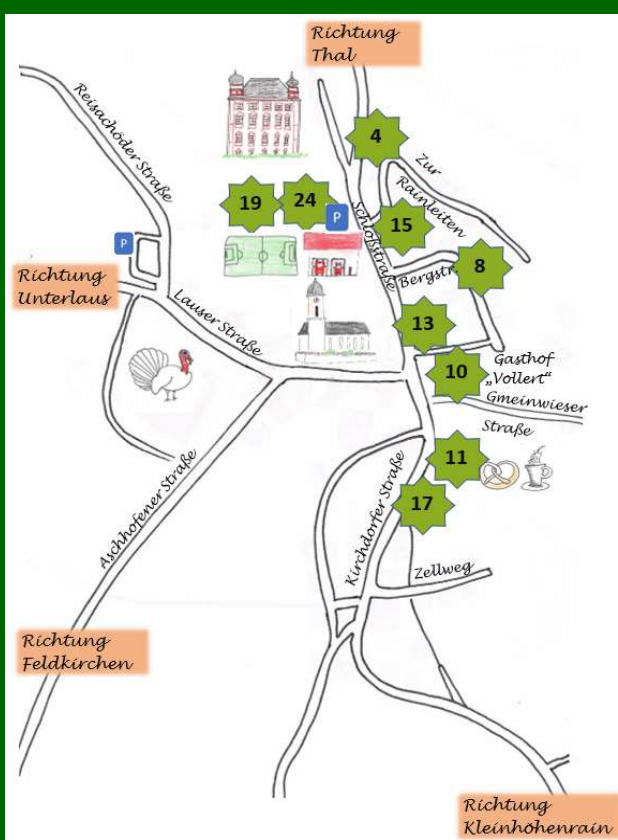 Richtung
Thal
Reisachöder Straße
4
Zur
Rainleiten
19
24
P
15
Schloßstraße
P
Bergstr.
8
Richtung
Unterlaus
Lauser Straße
13
Gasthof
„Vollert“
10
Gmeinwieser
Straße
11
Kirchdorfer Straße
17
Aschhofener Straße
Zellweg
Richtung
Feldkirchen
Richtung
Kleinhöhenrain